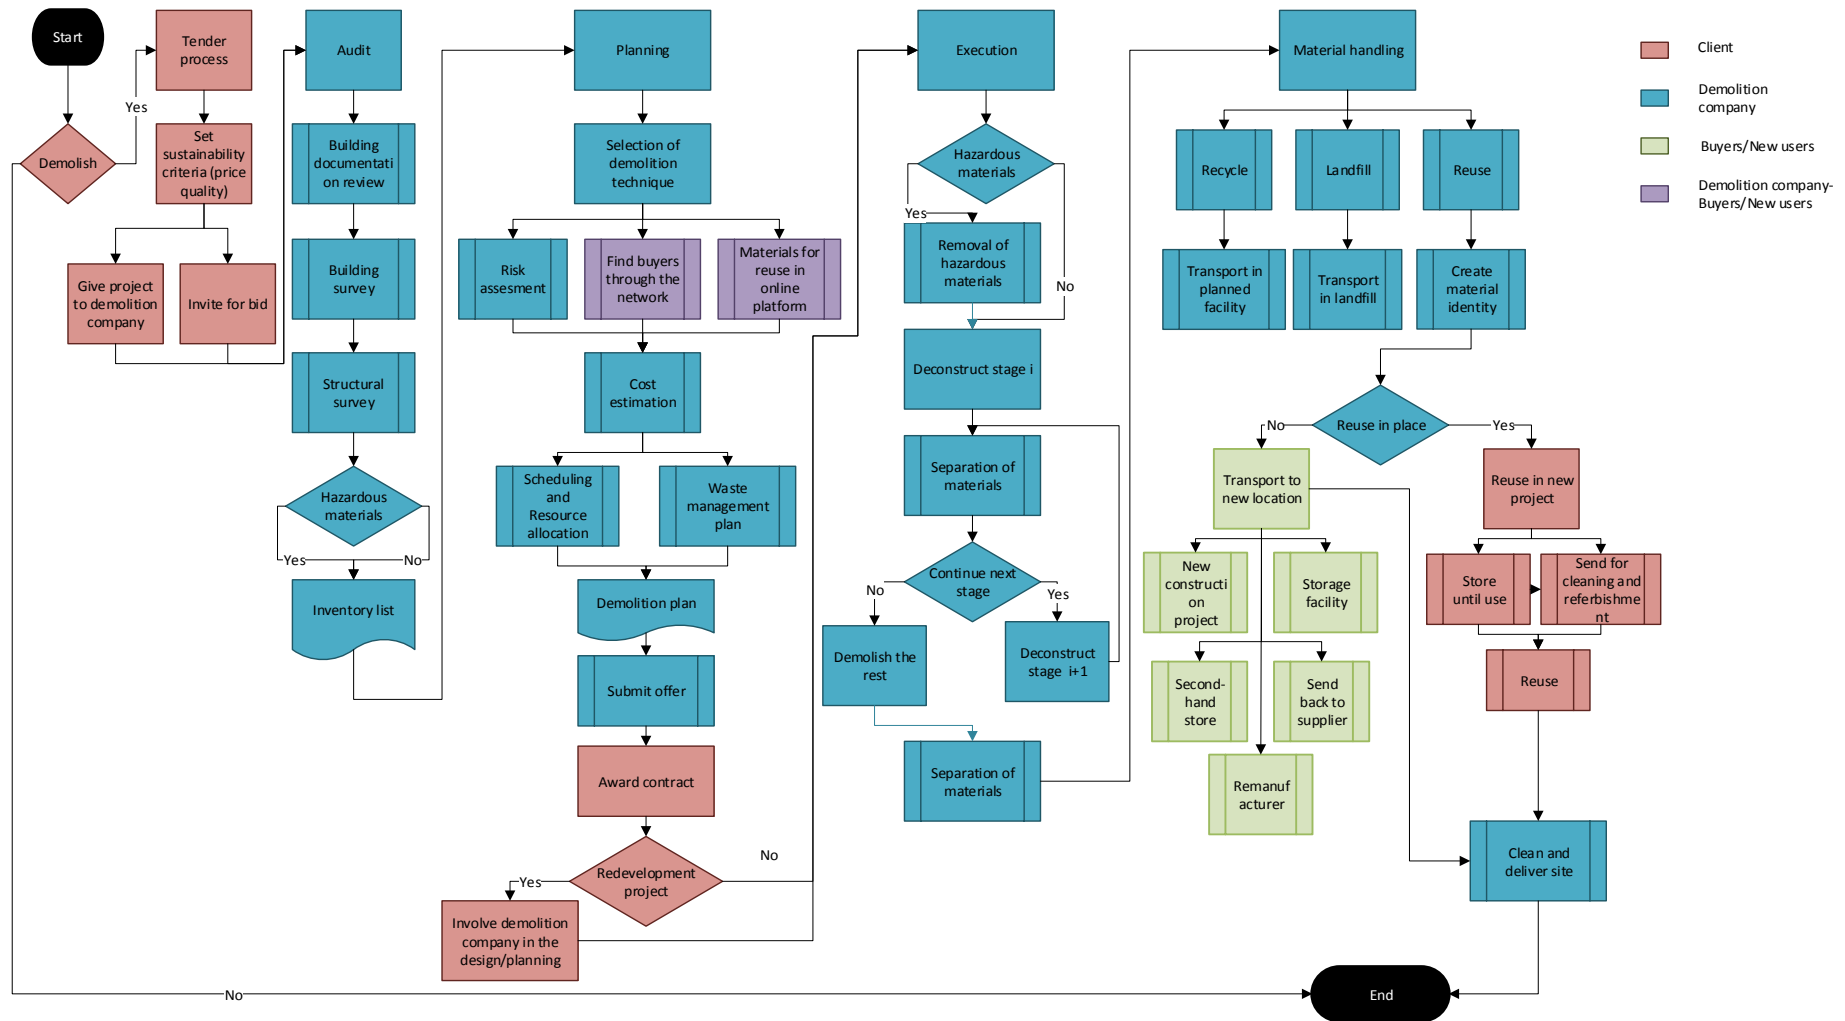 Start
Demolish
Yes
No
Tender
process
Set
sustainability
criteria (price
quality)
Give project
to demolition
company
Invite for bid
Audit
Building
documentati
on review
Building
survey
Structural
survey
Hazardous
materials
Yes
No
Inventory list
Planning
Selection of
demolition
technique
Risk
assesment
Find buyers
through the
network
Materials for
reuse in
online
platform
Cost
estimation
Scheduling
and
Resource
allocation
Waste
management
plan
Demolition plan
Submit offer
Award contract
Redevelopment
project
Yes
No
Involve demolition
company in the
design/planning
Execution
Hazardous
materials
Yes
No
Removal of
hazardous
materials
Deconstruct stage i
Separation of
materials
Continue next
stage
No
Yes
Demolish the
rest
Deconstruct
stage i+1
Separation of
materials
Material handling
Recycle
Landfill
Reuse
Transport in
planned
facility
Transport
in landfill
Create
material
identity
Reuse in place
No
Yes
Transport to
new location
Reuse in new
project
New
constructi
on
project
Storage
facility
Second-
hand
store
Send
back to
supplier
Remanuf
acturer
Store
until use
Send for
cleaning and
referbishme
nt
Reuse
Clean and
deliver site
End
Client
Demolition
company
Buyers/New users
Demolition company-
Buyers/New users